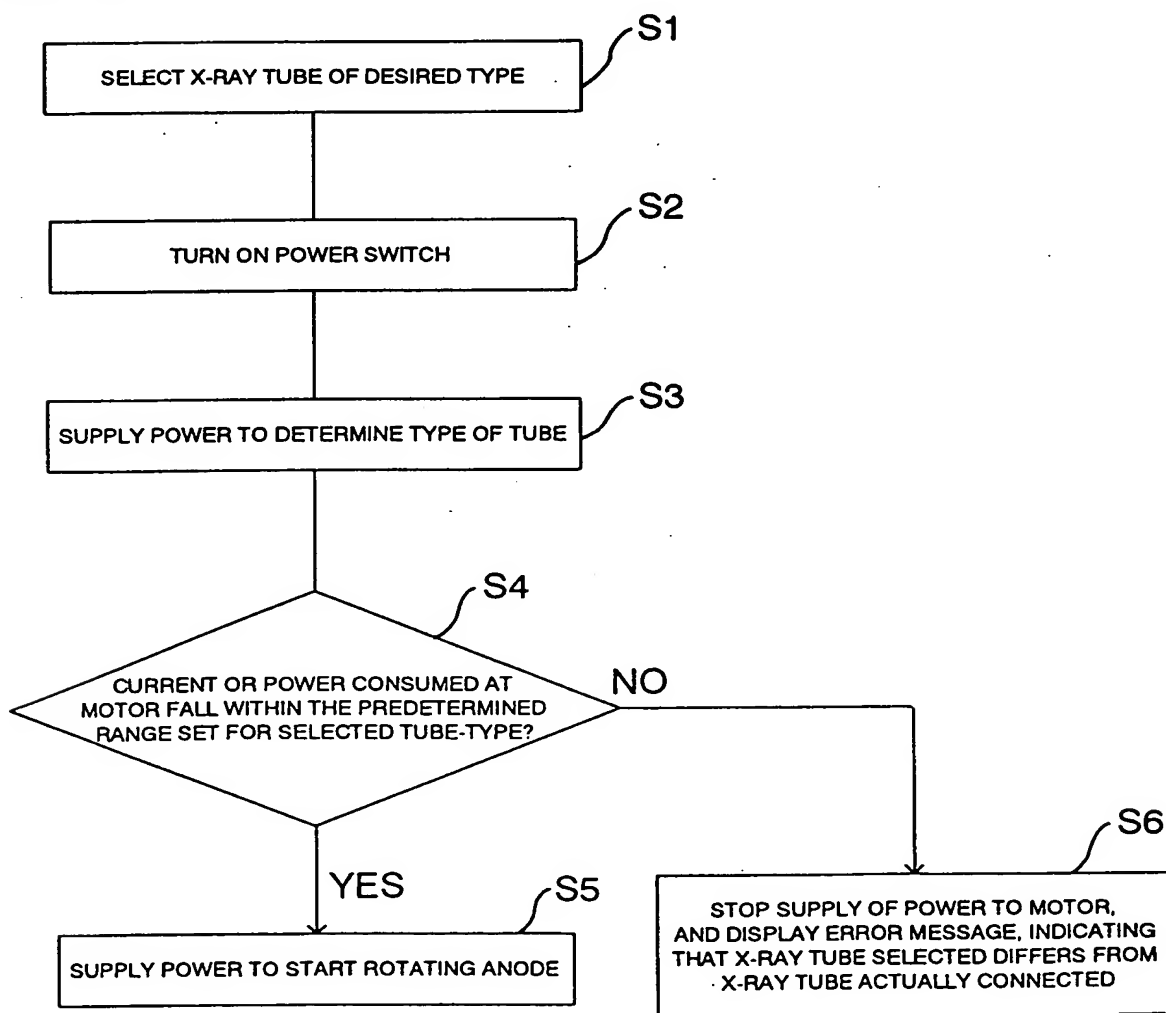 S1
SELECT X-RAY TUBE OF DESIRED TYPE
S2
TURN ON POWER SWITCH
S3
SUPPLY POWER TO DETERMINE TYPE OF TUBE
S4
CURRENT OR POWER CONSUMED AT
MOTOR FALL WITHIN THE PREDETERMINED
RANGE SET FOR SELECTED TUBE-TYPE?
NO
YES
S5
SUPPLY POWER TO START ROTATING ANODE
S6
STOP SUPPLY OF POWER TO MOTOR,
AND DISPLAY ERROR MESSAGE, INDICATING
THAT X-RAY TUBE SELECTED DIFFERS FROM
X-RAY TUBE ACTUALLY CONNECTED